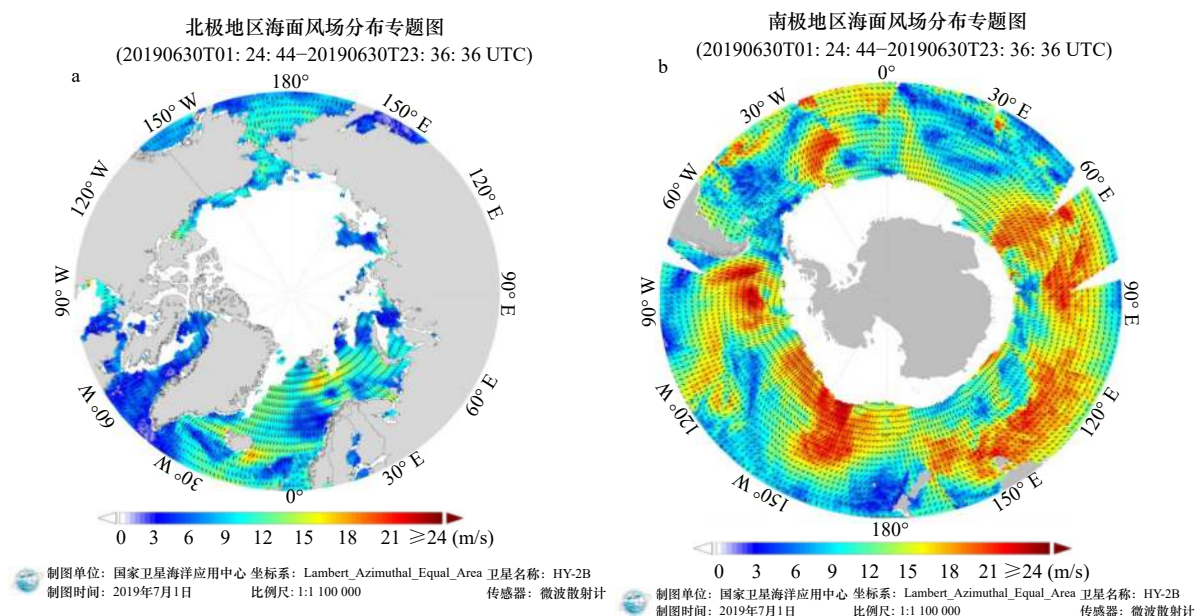 北极地区海面风场分布专题图
(20190630T01: 24: 44−20190630T23: 36: 36 UTC)
a
180°
150° W
150° E
120° W
120° E
90° W
90° E
60° W
60° E
30° W
30° E
0°
0 3 6 9 12 15 18 21 ≥24 (m/s)
制图单位：国家卫星海洋应用中心 坐标系：Lambert_Azimuthal_Equal_Area 卫星名称：HY-2B
制图时间：2019年7月1日 比例尺: 1:1 100 000 传感器：微波散射计
南极地区海面风场分布专题图
(20190630T01: 24: 44−20190630T23: 36: 36 UTC)
b
0°
30° W
30° E
60° W
60° E
90° W
90° E
120° W
120° E
150° W
150° E
180°
0 3 6 9 12 15 18 21 ≥24 (m/s)
制图单位：国家卫星海洋应用中心 坐标系：Lambert_Azimuthal_Equal_Area 卫星名称：HY-2B
制图时间：2019年7月1日 比例尺: 1:1 100 000 传感器：微波散射计